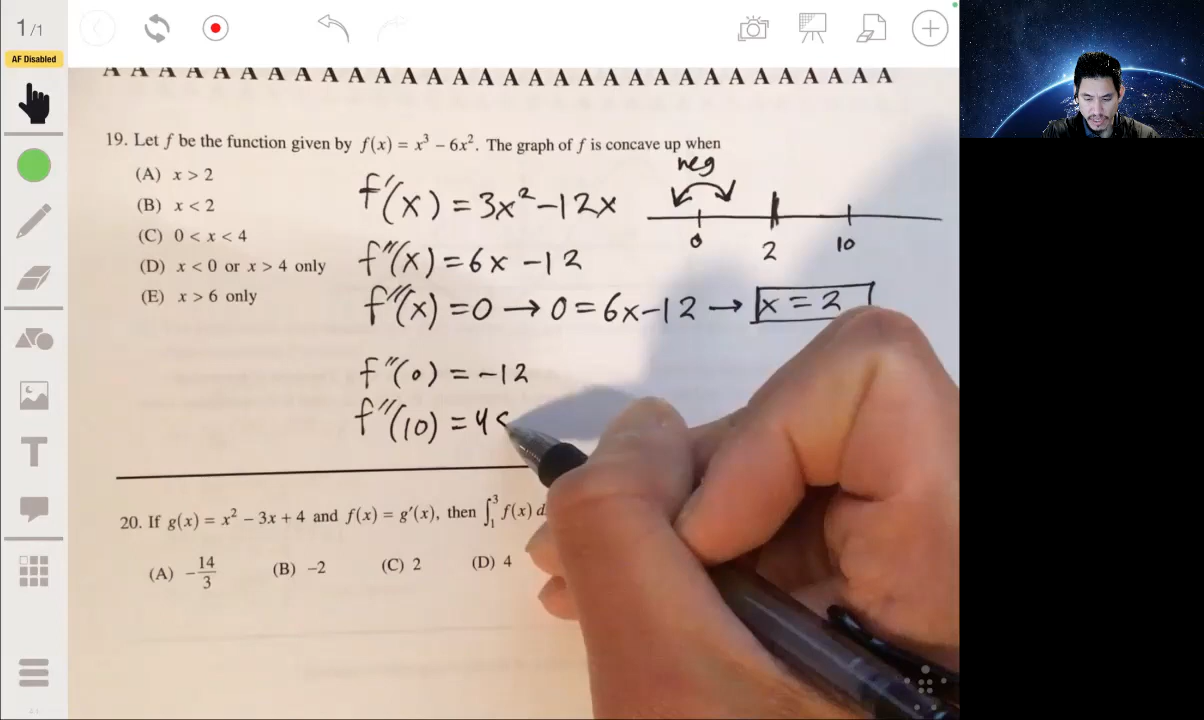 1/1
AF Disabled
A A A A A A A A A A A A A A A A A A A A A A A A A A A A A A
19. Let f be the function given by f(x) = x³ − 6x². The graph of f is concave up when
(A) x > 2
(B) x < 2
(C) 0 < x < 4
(D) x < 0 or x > 4 only
(E) x > 6 only
f'(x) = 3x² − 12x
f''(x) = 6x − 12
f''(x) = 0 → 0 = 6x − 12 → x = 2
f''(0) = −12
f''(10) = 4
neg
0 2 10
20. If g(x) = x² − 3x + 4 and f(x) = g'(x), then ∫₁³ f(x) d
(A) −14/3 (B) −2 (C) 2 (D) 4
T